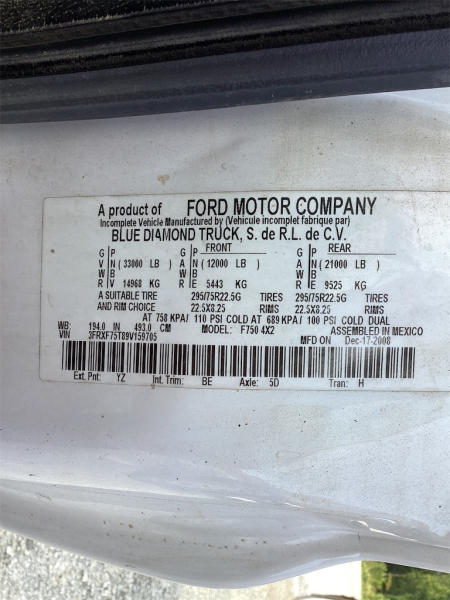 A product of FORD MOTOR COMPANY
Incomplete Vehicle Manufactured by (Vehicule incomplet fabrique par)
BLUE DIAMOND TRUCK, S. de R.L. de C.V.
G P G P FRONT G P REAR
V N ( 33000 LB ) A N ( 12000 LB ) A N ( 21000 LB )
W B W B W B
R V 14968 KG R E 5443 KG R E 9525 KG
A SUITABLE TIRE 295/75R22.5G TIRES 295/75R22.5G TIRES
AND RIM CHOICE 22.5X8.25 RIMS 22.5X8.25 RIMS
AT 758 KPA/ 110 PSI COLD AT 689 KPA/ 100 PSI COLD DUAL
WB: 194.0 IN 493.0 CM MODEL: F750 4X2 ASSEMBLED IN MEXICO
VIN 3FRXF75T89V159705 MFD ON Dec-17-2008
Ext. Pnt: YZ Int. Trim: BE Axle: 5D Tran: H